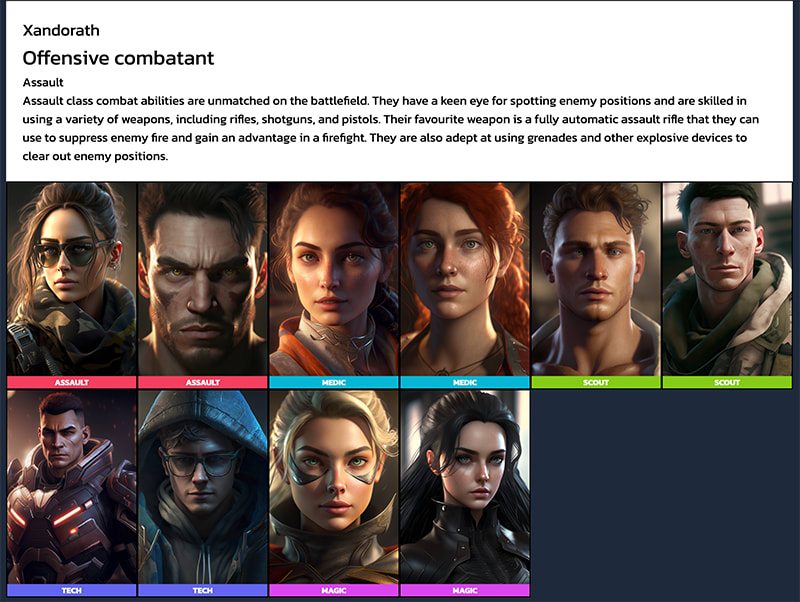 Xandorath
Offensive combatant
Assault
Assault class combat abilities are unmatched on the battlefield. They have a keen eye for spotting enemy positions and are skilled in
using a variety of weapons, including rifles, shotguns, and pistols. Their favourite weapon is a fully automatic assault rifle that they can
use to suppress enemy fire and gain an advantage in a firefight. They are also adept at using grenades and other explosive devices to
clear out enemy positions.
ASSAULT
ASSAULT
MEDIC
MEDIC
SCOUT
SCOUT
TECH
TECH
MAGIC
MAGIC